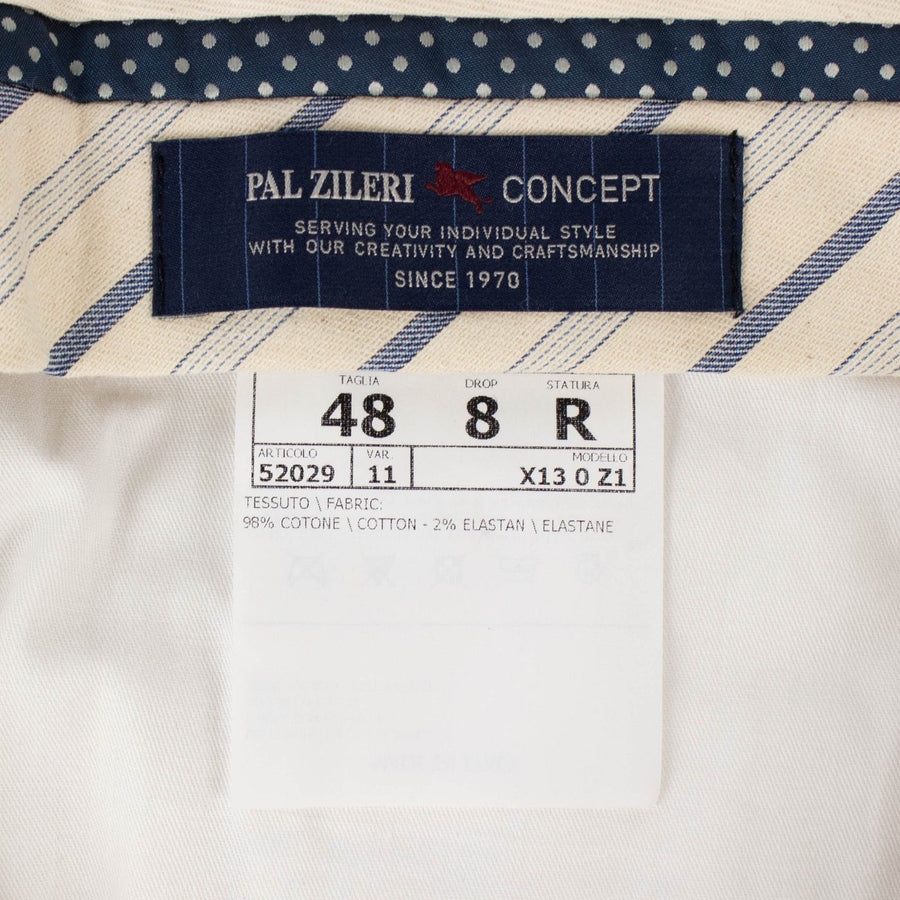 PAL ZILERI CONCEPT
SERVING YOUR INDIVIDUAL STYLE
WITH OUR CREATIVITY AND CRAFTSMANSHIP
SINCE 1970
TAGLIA DROP STATURA
48 8 R
ARTICOLO VAR. MODELLO
52029 11 X13 0 Z1
TESSUTO \ FABRIC:
98% COTONE \ COTTON - 2% ELASTAN \ ELASTANE